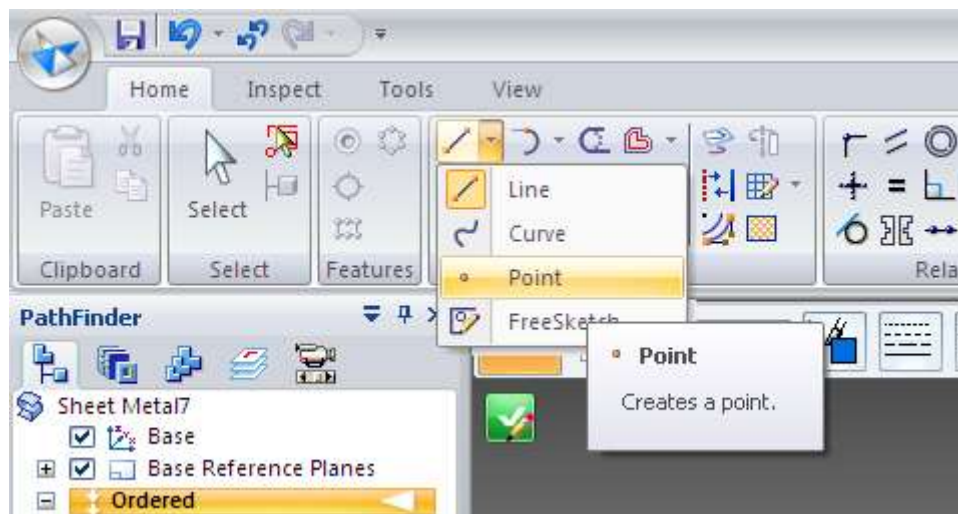 Home Inspect Tools View
Paste
Select
Clipboard Select Features
Line
Curve
Point
FreeSketch
Rela
Point
Creates a point.
PathFinder
Sheet Metal7
Base
Base Reference Planes
Ordered